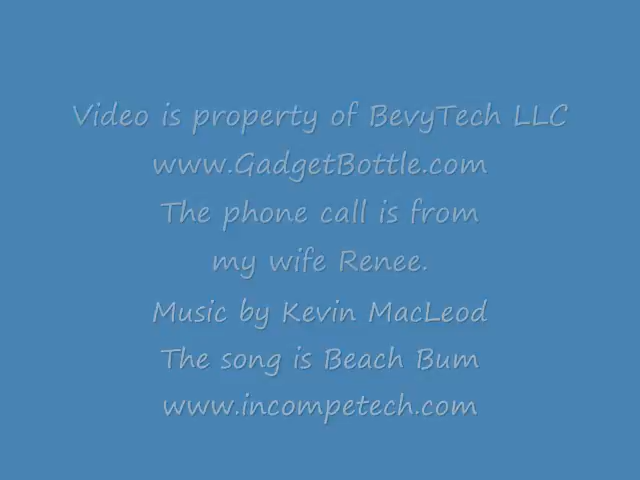 Video is property of BevyTech LLC
www.GadgetBottle.com
The phone call is from
my wife Renee.
Music by Kevin MacLeod
The song is Beach Bum
www.incompetech.com